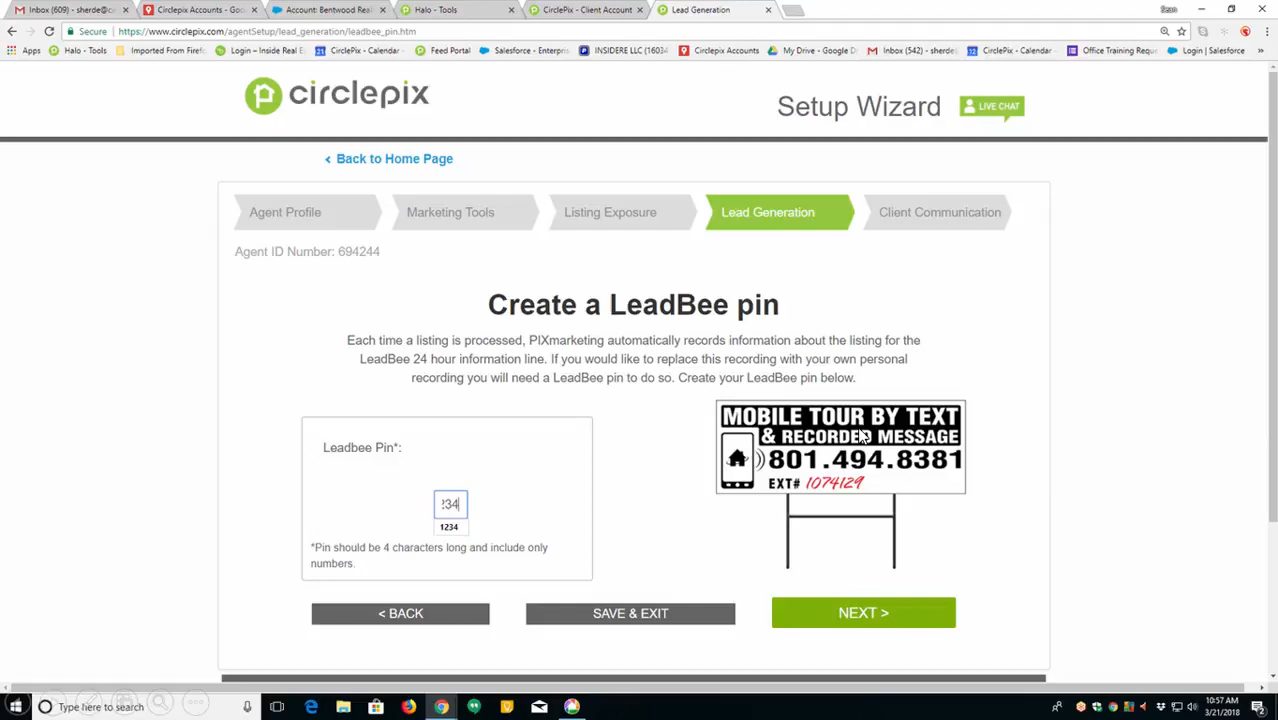 Inbox (609) - sherde@c
Circlepix Accounts - Goo
Account: Bentwood Real
Halo - Tools
CirclePix - Client Account
Lead Generation
Sean
Secure
https://www.circlepix.com/agentSetup/lead_generation/leadbee_pin.htm
Apps
Halo - Tools
Imported From Firef
Login – Inside Real E
CirclePix - Calendar
Feed Portal
Salesforce - Enterpris
INSIDERE LLC (16034
Circlepix Accounts
My Drive - Google D
Inbox (542) - sherded
CirclePix - Calendar
Office Training Requ
Login | Salesforce
circlepix
Setup Wizard
LIVE CHAT
< Back to Home Page
Agent Profile
Marketing Tools
Listing Exposure
Lead Generation
Client Communication
Agent ID Number: 694244
Create a LeadBee pin
Each time a listing is processed, PIXmarketing automatically records information about the listing for the
LeadBee 24 hour information line. If you would like to replace this recording with your own personal
recording you will need a LeadBee pin to do so. Create your LeadBee pin below.
Leadbee Pin*:
234
1234
*Pin should be 4 characters long and include only
numbers.
MOBILE TOUR BY TEXT
& RECORDED MESSAGE
801.494.8381
EXT# 1074129
< BACK
SAVE & EXIT
NEXT >
Type here to search
10:57 AM
3/21/2018
2